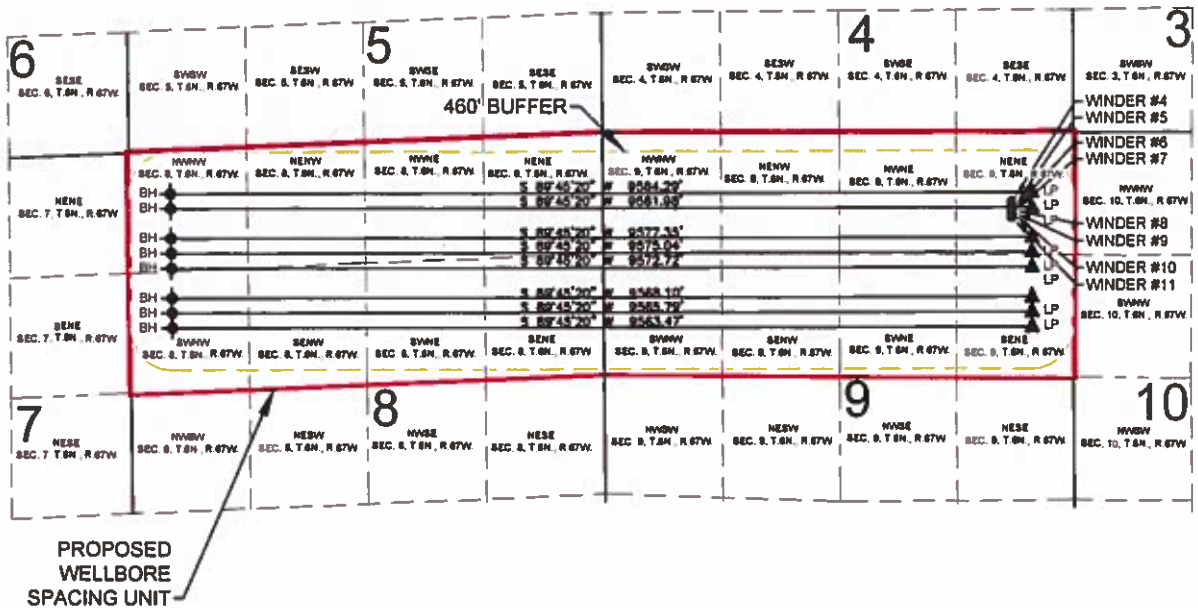 6
5
4
3
SESE
SEC. 6, T.6N., R.67W.
SWSW
SEC. 5, T.6N., R.67W.
SESW
SEC. 5, T.6N., R.67W.
SWSE
SEC. 5, T.6N., R.67W.
SESE
SEC. 5, T.6N., R.67W.
SWSW
SEC. 4, T.6N., R.67W.
SESW
SEC. 4, T.6N., R.67W.
SWSE
SEC. 4, T.6N., R.67W.
SESE
SEC. 4, T.6N., R.67W.
SWSW
SEC. 3, T.6N., R.67W.
460' BUFFER
WINDER #4
WINDER #5
WINDER #6
WINDER #7
NENE
SEC. 7, T.6N., R.67W.
NWNW
SEC. 8, T.6N., R.67W.
NENW
SEC. 8, T.6N., R.67W.
NWNE
SEC. 8, T.6N., R.67W.
NENE
SEC. 8, T.6N., R.67W.
NWNW
SEC. 9, T.6N., R.67W.
NENW
SEC. 9, T.6N., R.67W.
NWNE
SEC. 9, T.6N., R.67W.
NENE
SEC. 9, T.6N., R.67W.
NWNW
SEC. 10, T.6N., R.67W.
BH S 89°45'20" W 9584.29' LP
BH S 89°45'20" W 9581.98' LP
WINDER #8
WINDER #9
BH S 89°45'20" W 9577.35' LP
BH S 89°45'20" W 9575.04' LP
BH S 89°45'20" W 9572.72' LP
WINDER #10
WINDER #11
BH S 89°45'20" W 9568.10'
BH S 89°45'20" W 9565.79' LP
BH S 89°45'20" W 9563.47' LP
SENE
SEC. 7, T.6N., R.67W.
SWNW
SEC. 8, T.6N., R.67W.
SENW
SEC. 8, T.6N., R.67W.
SWNE
SEC. 8, T.6N., R.67W.
SENE
SEC. 8, T.6N., R.67W.
SWNW
SEC. 9, T.6N., R.67W.
SENW
SEC. 9, T.6N., R.67W.
SWNE
SEC. 9, T.6N., R.67W.
SENE
SEC. 9, T.6N., R.67W.
SWNW
SEC. 10, T.6N., R.67W.
7
8
9
10
NESE
SEC. 7, T.6N., R.67W.
NWSW
SEC. 8, T.6N., R.67W.
NESW
SEC. 8, T.6N., R.67W.
NWSE
SEC. 8, T.6N., R.67W.
NESE
SEC. 8, T.6N., R.67W.
NWSW
SEC. 9, T.6N., R.67W.
NESW
SEC. 9, T.6N., R.67W.
NWSE
SEC. 9, T.6N., R.67W.
NESE
SEC. 9, T.6N., R.67W.
NWSW
SEC. 10, T.6N., R.67W.
PROPOSED
WELLBORE
SPACING UNIT